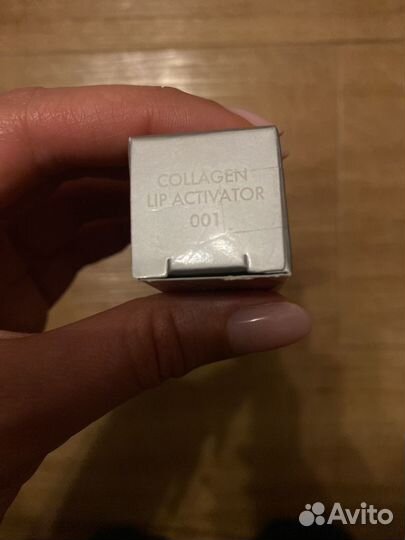 COLLAGEN
LIP ACTIVATOR
001
Avito